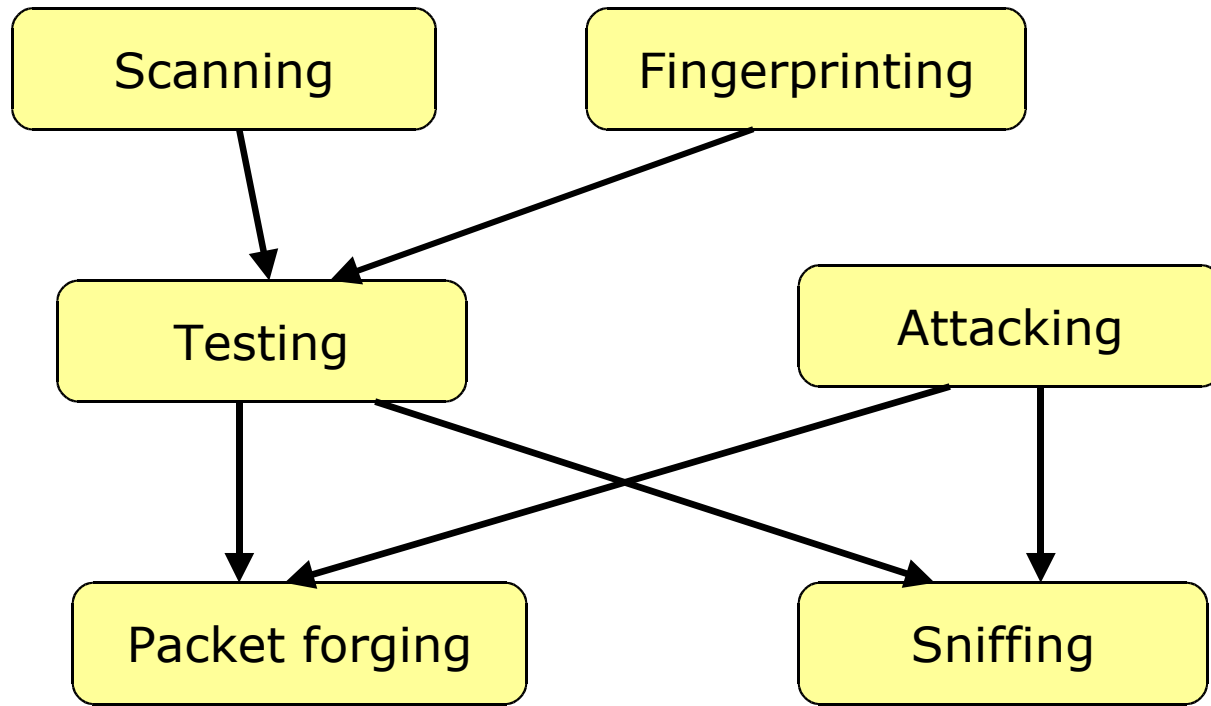 Scanning
Fingerprinting
Testing
Attacking
Packet forging
Sniffing